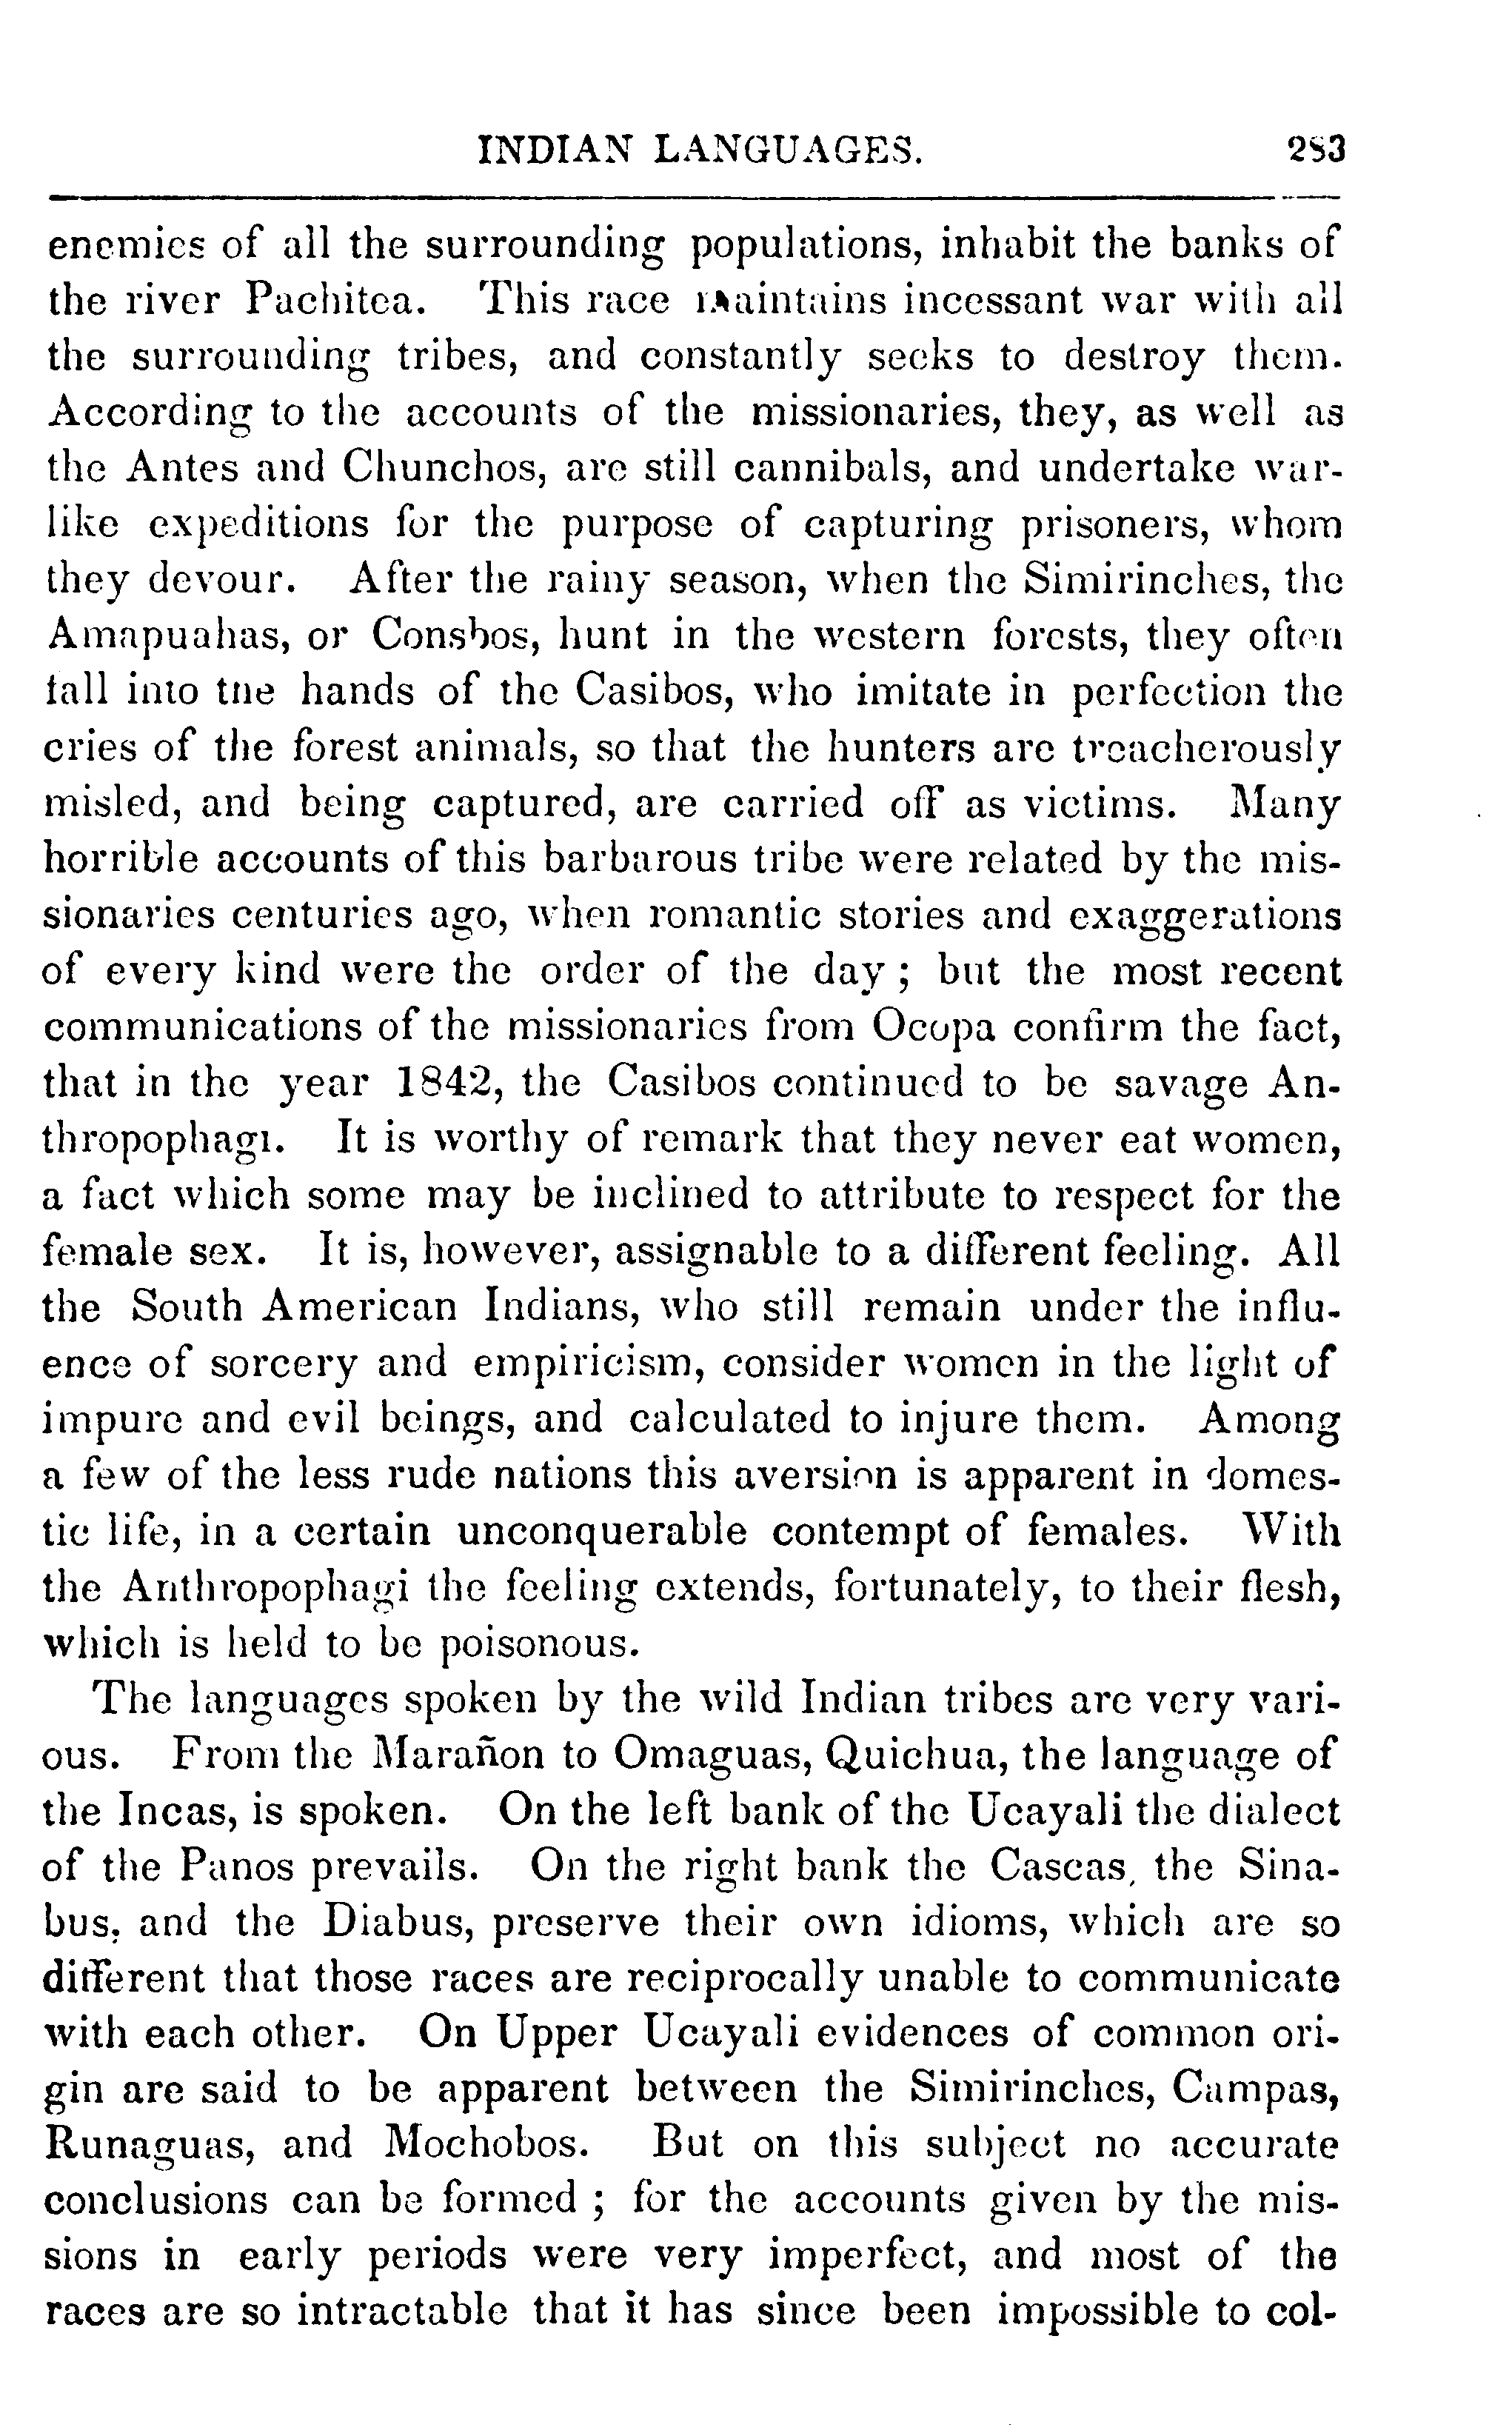 INDIAN LANGUAGES. 283
enemies of all the surrounding populations, inhabit the banks of
the river Pachitea. This race maintains incessant war with all
the surrounding tribes, and constantly seeks to destroy them.
According to the accounts of the missionaries, they, as well as
the Antes and Chunchos, are still cannibals, and undertake war-
like expeditions for the purpose of capturing prisoners, whom
they devour. After the rainy season, when the Simirinches, the
Amapuahas, or Consbos, hunt in the western forests, they often
fall into the hands of the Casibos, who imitate in perfection the
cries of the forest animals, so that the hunters are treacherously
misled, and being captured, are carried off as victims. Many
horrible accounts of this barbarous tribe were related by the mis-
sionaries centuries ago, when romantic stories and exaggerations
of every kind were the order of the day ; but the most recent
communications of the missionaries from Ocopa confirm the fact,
that in the year 1842, the Casibos continued to be savage An-
thropophagi. It is worthy of remark that they never eat women,
a fact which some may be inclined to attribute to respect for the
female sex. It is, however, assignable to a different feeling. All
the South American Indians, who still remain under the influ-
ence of sorcery and empiricism, consider women in the light of
impure and evil beings, and calculated to injure them. Among
a few of the less rude nations this aversion is apparent in domes-
tic life, in a certain unconquerable contempt of females. With
the Anthropophagi the feeling extends, fortunately, to their flesh,
which is held to be poisonous.
The languages spoken by the wild Indian tribes are very vari-
ous. From the Marañon to Omaguas, Quichua, the language of
the Incas, is spoken. On the left bank of the Ucayali the dialect
of the Panos prevails. On the right bank the Cascas, the Sina-
bus, and the Diabus, preserve their own idioms, which are so
different that those races are reciprocally unable to communicate
with each other. On Upper Ucayali evidences of common ori-
gin are said to be apparent between the Simirinches, Campas,
Runaguas, and Mochobos. But on this subject no accurate
conclusions can be formed ; for the accounts given by the mis-
sions in early periods were very imperfect, and most of the
races are so intractable that it has since been impossible to col-